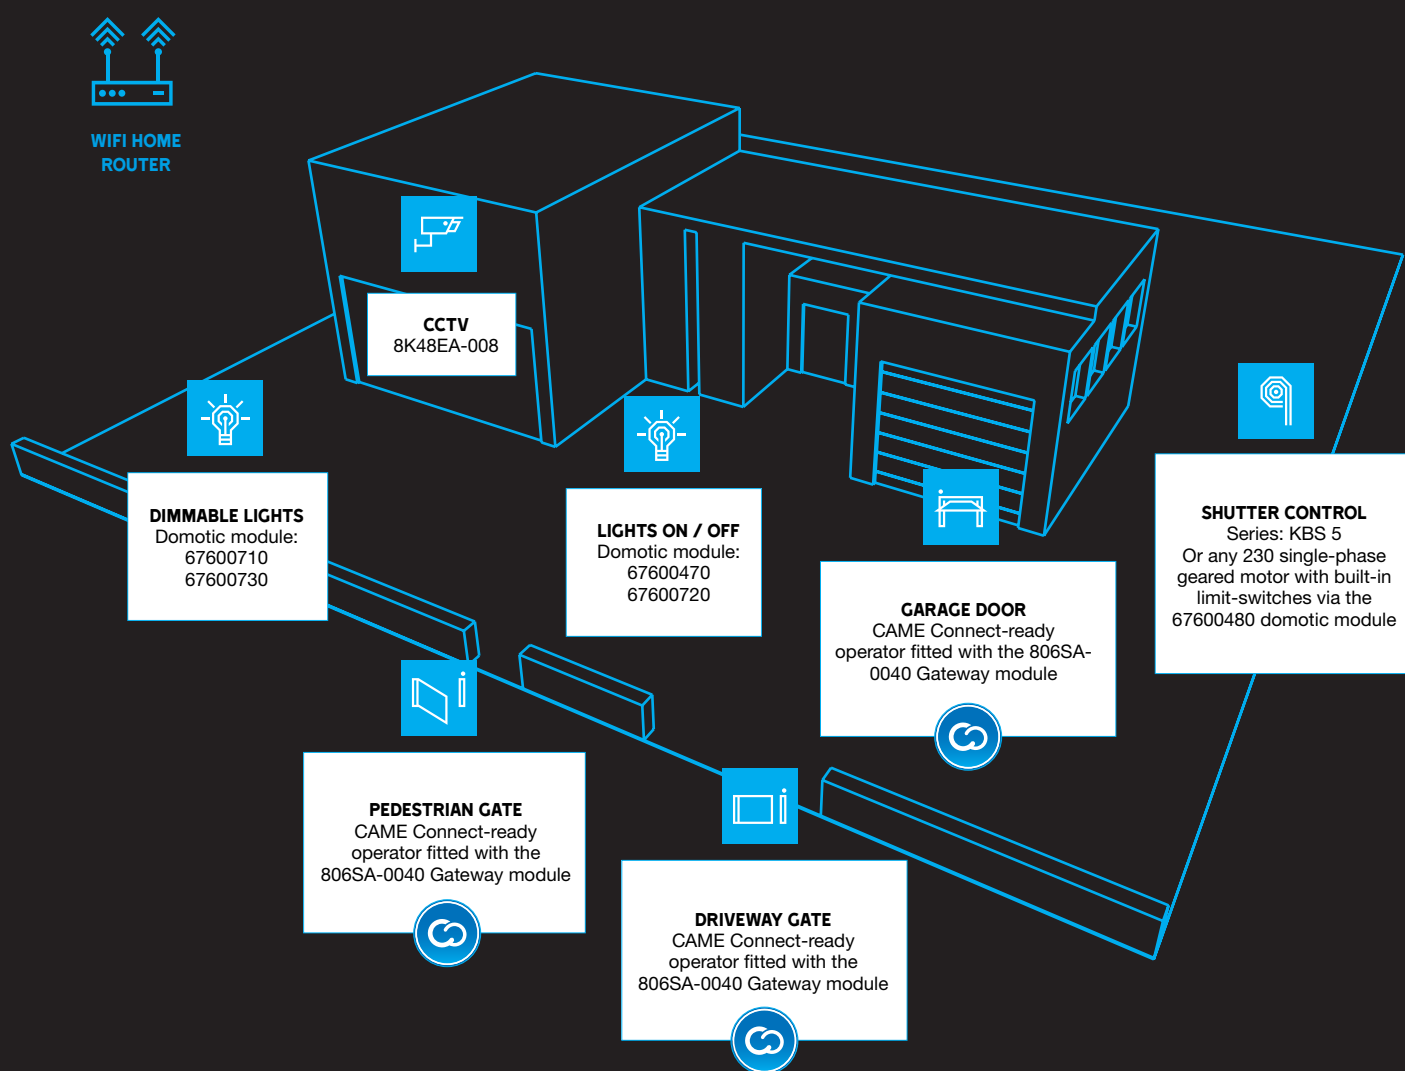 WIFI HOME
ROUTER
CCTV
8K48EA-008
DIMMABLE LIGHTS
Domotic module:
67600710
67600730
LIGHTS ON / OFF
Domotic module:
67600470
67600720
SHUTTER CONTROL
Series: KBS 5
Or any 230 single-phase
geared motor with built-in
limit-switches via the
67600480 domotic module
GARAGE DOOR
CAME Connect-ready
operator fitted with the 806SA-
0040 Gateway module
PEDESTRIAN GATE
CAME Connect-ready
operator fitted with the
806SA-0040 Gateway module
DRIVEWAY GATE
CAME Connect-ready
operator fitted with the
806SA-0040 Gateway module